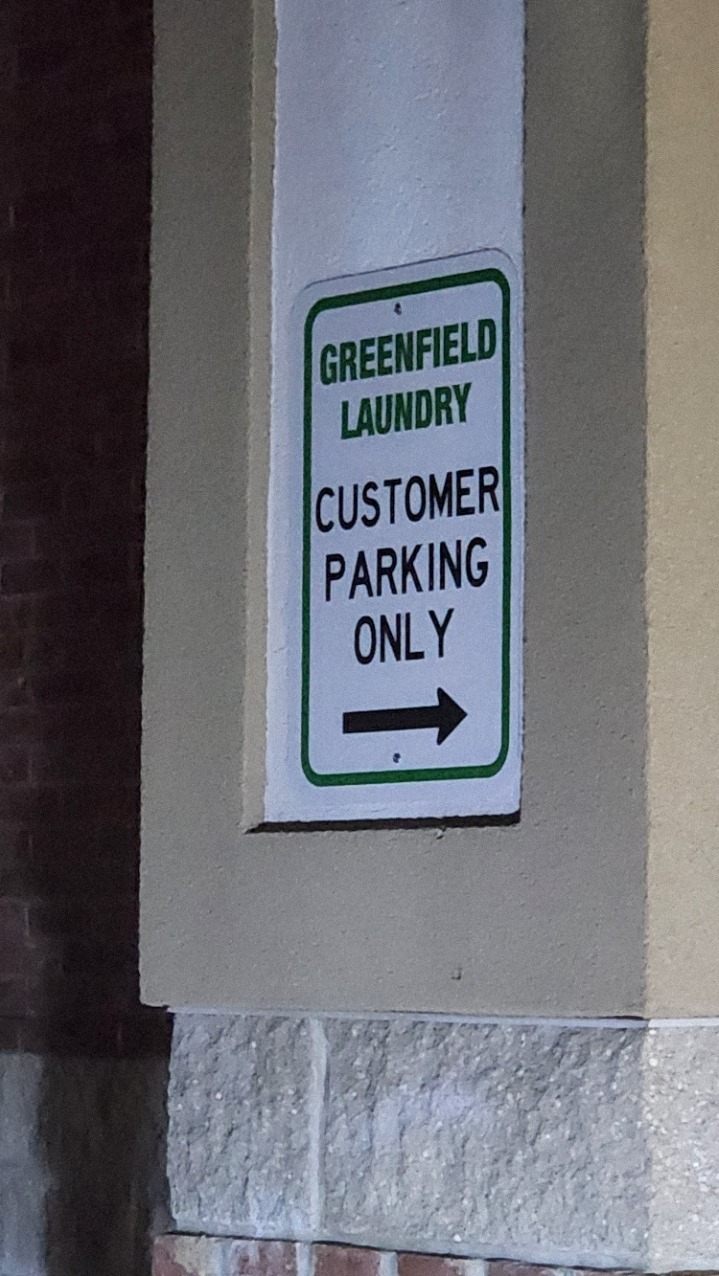 GREENFIELD
LAUNDRY
CUSTOMER
PARKING
ONLY